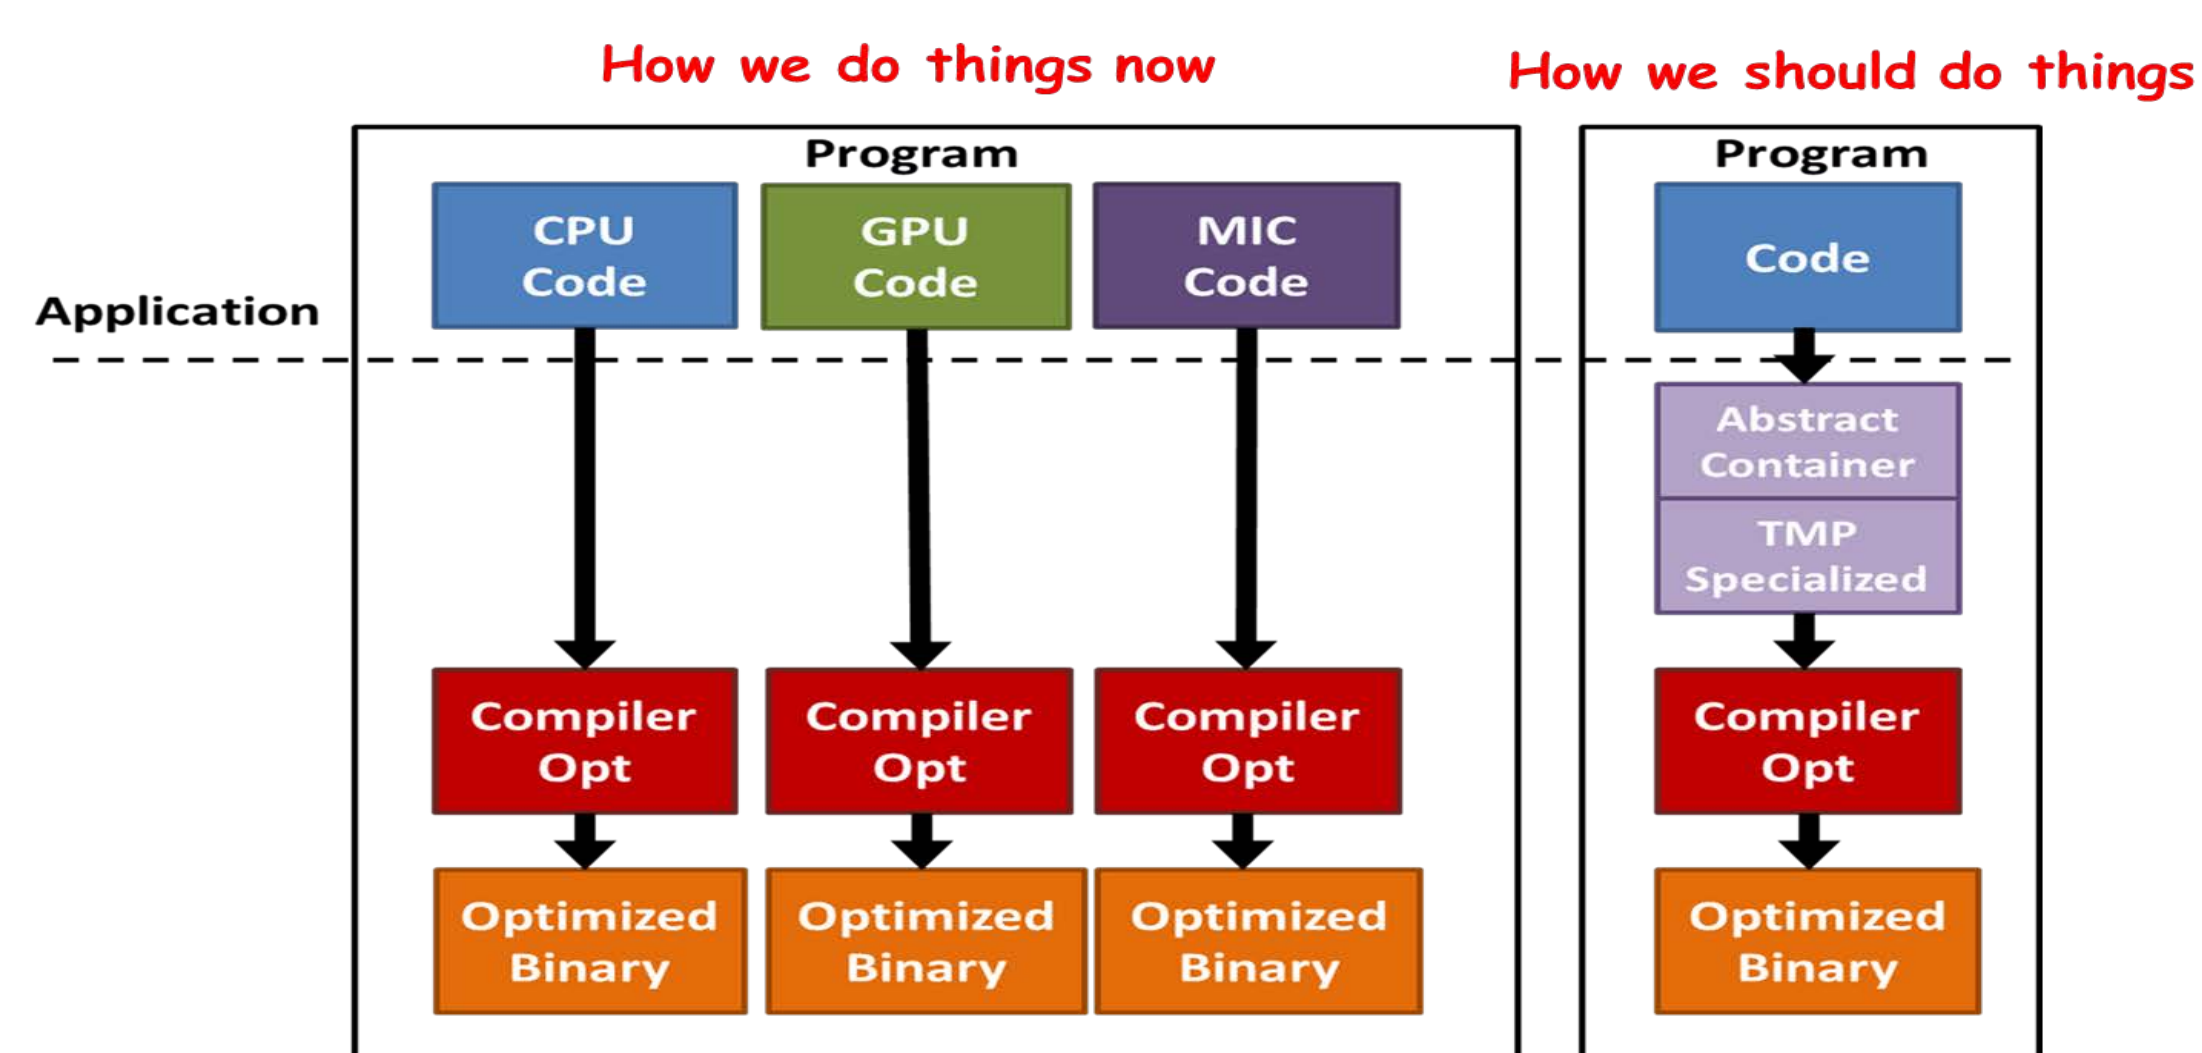 How we do things now
How we should do things
Program
Program
CPU
Code
GPU
Code
MIC
Code
Code
Application
Abstract
Container
TMP
Specialized
Compiler
Opt
Compiler
Opt
Compiler
Opt
Compiler
Opt
Optimized
Binary
Optimized
Binary
Optimized
Binary
Optimized
Binary